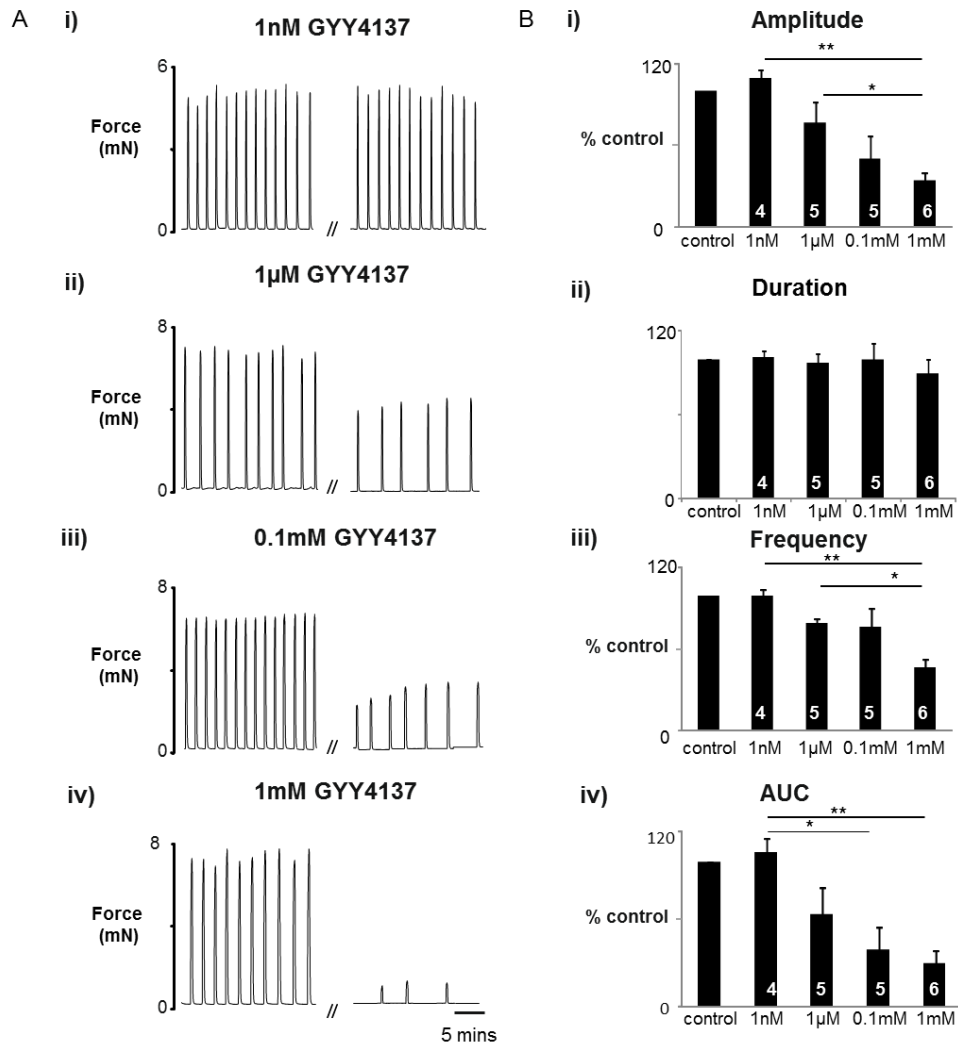 A
i)
1nM GYY4137
6
Force
(mN)
0
//
ii)
1µM GYY4137
8
Force
(mN)
0
//
iii)
0.1mM GYY4137
8
Force
(mN)
0
//
iv)
1mM GYY4137
8
Force
(mN)
0
//
5 mins
B
i)
Amplitude
**
*
120
% control
0
4 5 5 6
control 1nM 1µM 0.1mM 1mM
ii)
Duration
120
0
4 5 5 6
control 1nM 1µM 0.1mM 1mM
iii)
Frequency
**
*
120
% control
0
4 5 5 6
control 1nM 1µM 0.1mM 1mM
iv)
AUC
**
*
120
% control
0
4 5 5 6
control 1nM 1µM 0.1mM 1mM